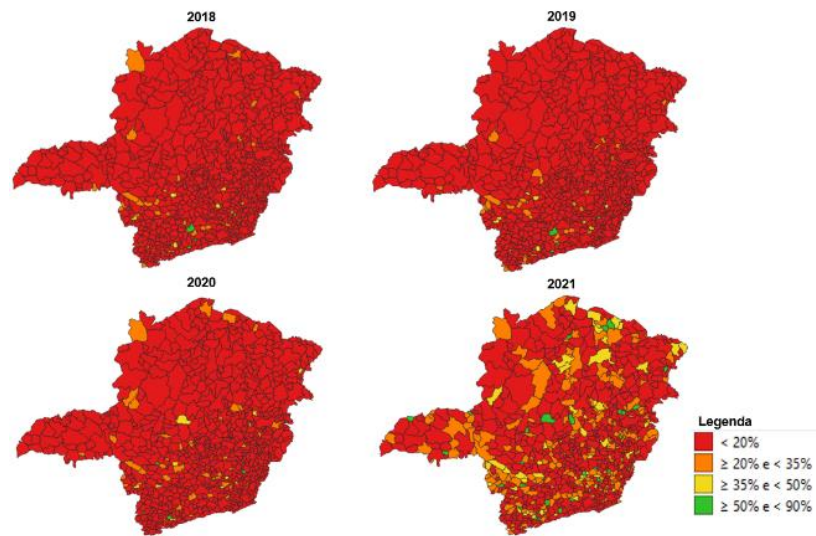 2018
2019
2020
2021
Legenda
< 20%
≥ 20% e < 35%
≥ 35% e < 50%
≥ 50% e < 90%